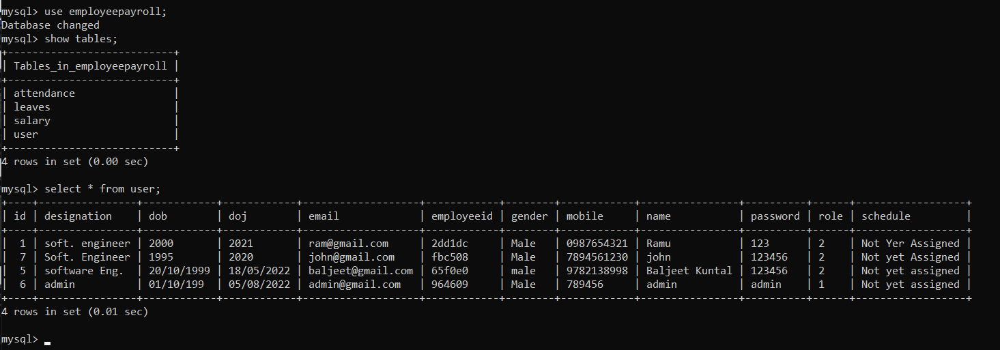 mysql> use employeepayroll;
Database changed
mysql> show tables;
+---------------------------+
| Tables_in_employeepayroll |
+---------------------------+
| attendance                |
| leaves                    |
| salary                    |
| user                      |
+---------------------------+
4 rows in set (0.00 sec)

mysql> select * from user;
+----+----------------+------------+------------+-------------------+------------+--------+------------+----------------+----------+------+------------------+
| id | designation    | dob        | doj        | email             | employeeid | gender | mobile     | name           | password | role | schedule         |
+----+----------------+------------+------------+-------------------+------------+--------+------------+----------------+----------+------+------------------+
|  1 | soft. engineer | 2000       | 2021       | ram@gmail.com     | 2dd1dc     | Male   | 0987654321 | Ramu           | 123      | 2    | Not Yer Assigned |
|  7 | Soft. Engineer | 1995       | 2020       | john@gmail.com    | fbc508     | Male   | 7894561230 | john           | 123456   | 2    | Not yet Assigned |
|  5 | software Eng.  | 20/10/1999 | 18/05/2022 | baljeet@gmail.com | 65f0e0     | male   | 9782138998 | Baljeet Kuntal | 123456   | 2    | Not yet assigned |
|  6 | admin          | 01/10/199  | 05/08/2022 | admin@gmail.com   | 964609     | Male   | 789456     | admin          | admin    | 1    | Not yet assigned |
+----+----------------+------------+------------+-------------------+------------+--------+------------+----------------+----------+------+------------------+
4 rows in set (0.01 sec)

mysql>